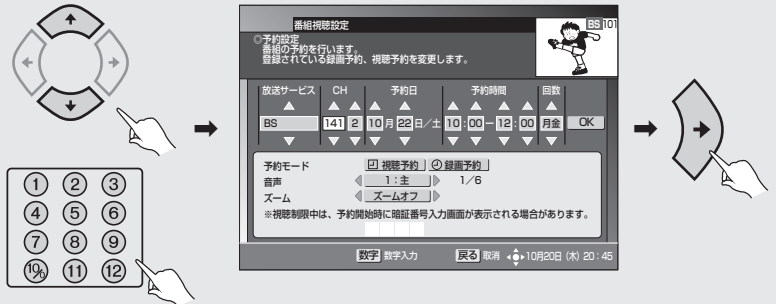 番組視聴設定
BS 101
◎予約設定
番組の予約を行います。
登録されている録画予約、視聴予約を変更します。
放送サービス CH 予約日 予約時間 回数
BS 141 2 10月22日/土 10:00-12:00 月金 OK
予約モード 視聴予約 録画予約
音声 1:主 1/6
ズーム ズームオフ
※視聴制限中は、予約開始時に暗証番号入力画面が表示される場合があります。
数字 数字入力 戻る 取消 10月20日(木) 20:45
1 2 3
4 5 6
7 8 9
10/0 11 12